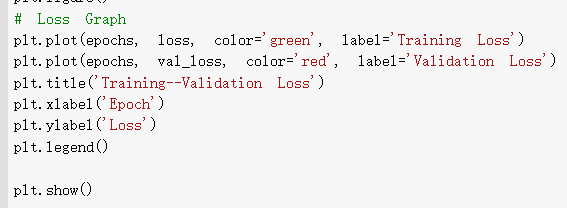 #  Loss  Graph
plt.plot(epochs,  loss,  color='green',  label='Training  Loss')
plt.plot(epochs,  val_loss,  color='red',  label='Validation  Loss')
plt.title('Training--Validation  Loss')
plt.xlabel('Epoch')
plt.ylabel('Loss')
plt.legend()
plt.show()